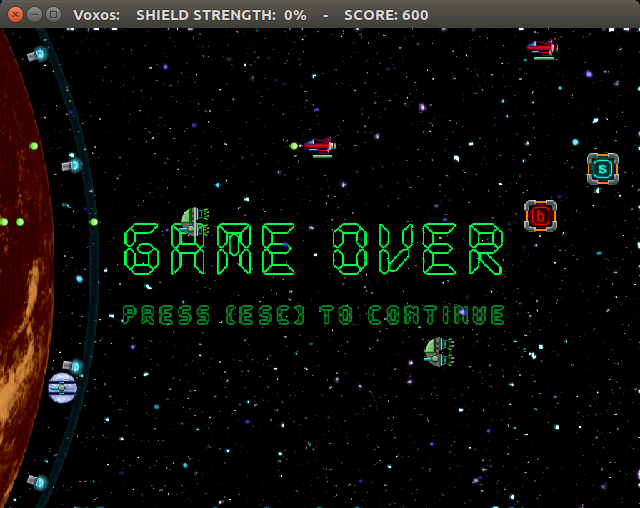 Voxos: SHIELD STRENGTH: 0% - SCORE: 600
s
b
GAME OVER
PRESS [ESC] TO CONTINUE